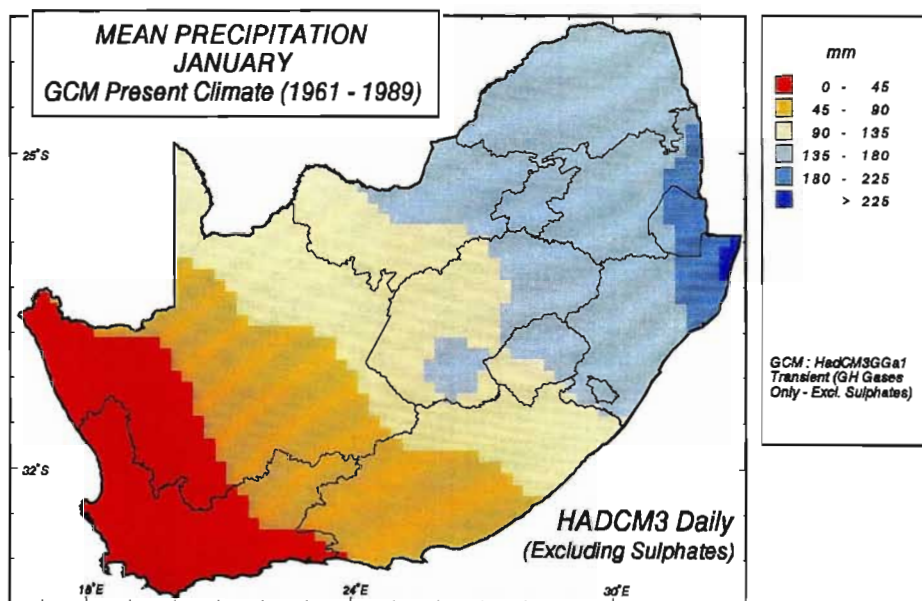 MEAN PRECIPITATION
JANUARY
GCM Present Climate (1961 - 1989)
mm
0 - 45
45 - 90
90 - 135
135 - 180
180 - 225
> 225
GCM : HadCM3GGa1
Transient (GH Gases
Only - Excl. Sulphates)
25°S
32°S
HADCM3 Daily
(Excluding Sulphates)
18°E
24°E
30°E